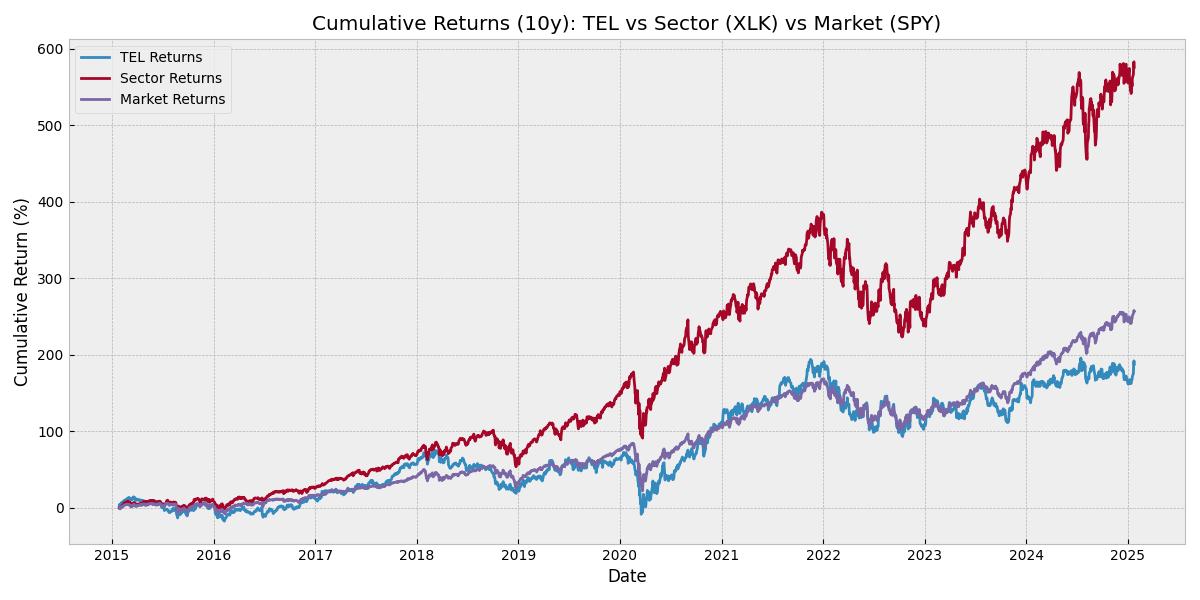 Cumulative Returns (10y): TEL vs Sector (XLK) vs Market (SPY)
TEL Returns
Sector Returns
Market Returns
Cumulative Return (%)
600
500
400
300
200
100
0
2015 2016 2017 2018 2019 2020 2021 2022 2023 2024 2025
Date